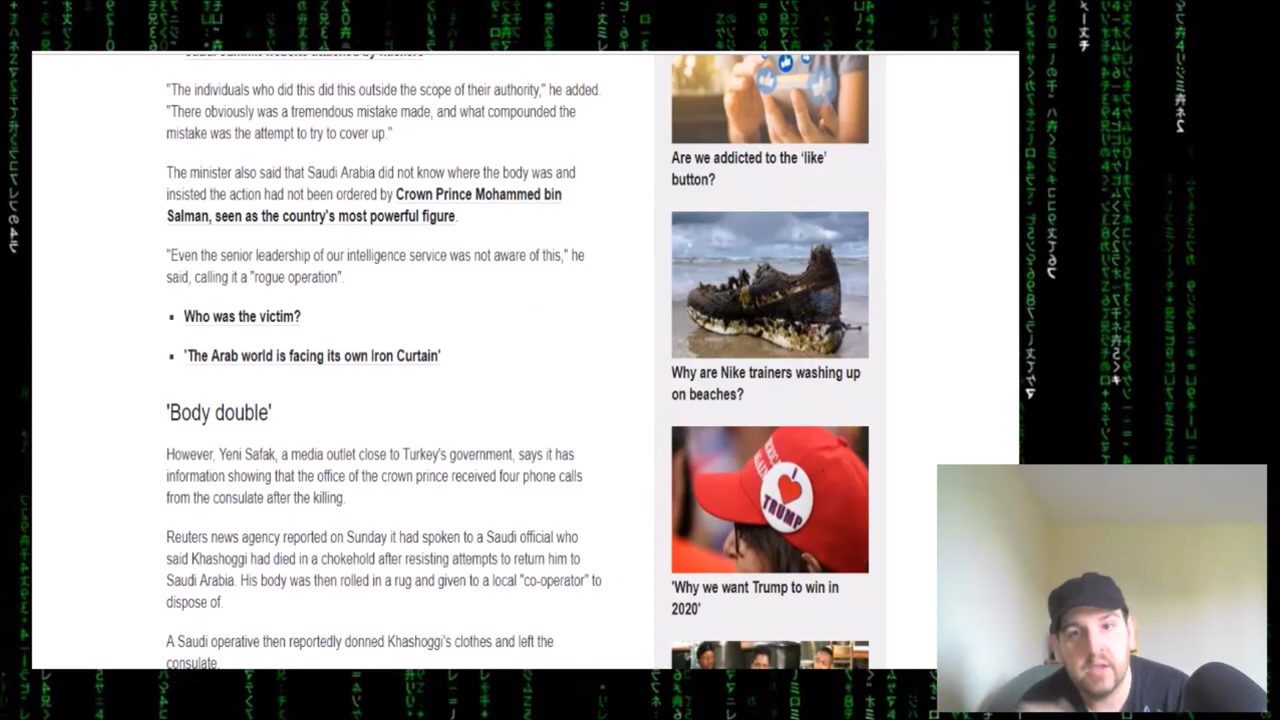 "The individuals who did this did this outside the scope of their authority," he added.
"There obviously was a tremendous mistake made, and what compounded the
mistake was the attempt to try to cover up."
The minister also said that Saudi Arabia did not know where the body was and
insisted the action had not been ordered by Crown Prince Mohammed bin
Salman, seen as the country's most powerful figure.
"Even the senior leadership of our intelligence service was not aware of this," he
said, calling it a "rogue operation".
Who was the victim?
'The Arab world is facing its own Iron Curtain'
'Body double'
However, Yeni Safak, a media outlet close to Turkey's government, says it has
information showing that the office of the crown prince received four phone calls
from the consulate after the killing.
Reuters news agency reported on Sunday it had spoken to a Saudi official who
said Khashoggi had died in a chokehold after resisting attempts to return him to
Saudi Arabia. His body was then rolled in a rug and given to a local "co-operator" to
dispose of.
A Saudi operative then reportedly donned Khashoggi's clothes and left the
consulate.
Are we addicted to the 'like'
button?
Why are Nike trainers washing up
on beaches?
I
TRUMP
'Why we want Trump to win in
2020'